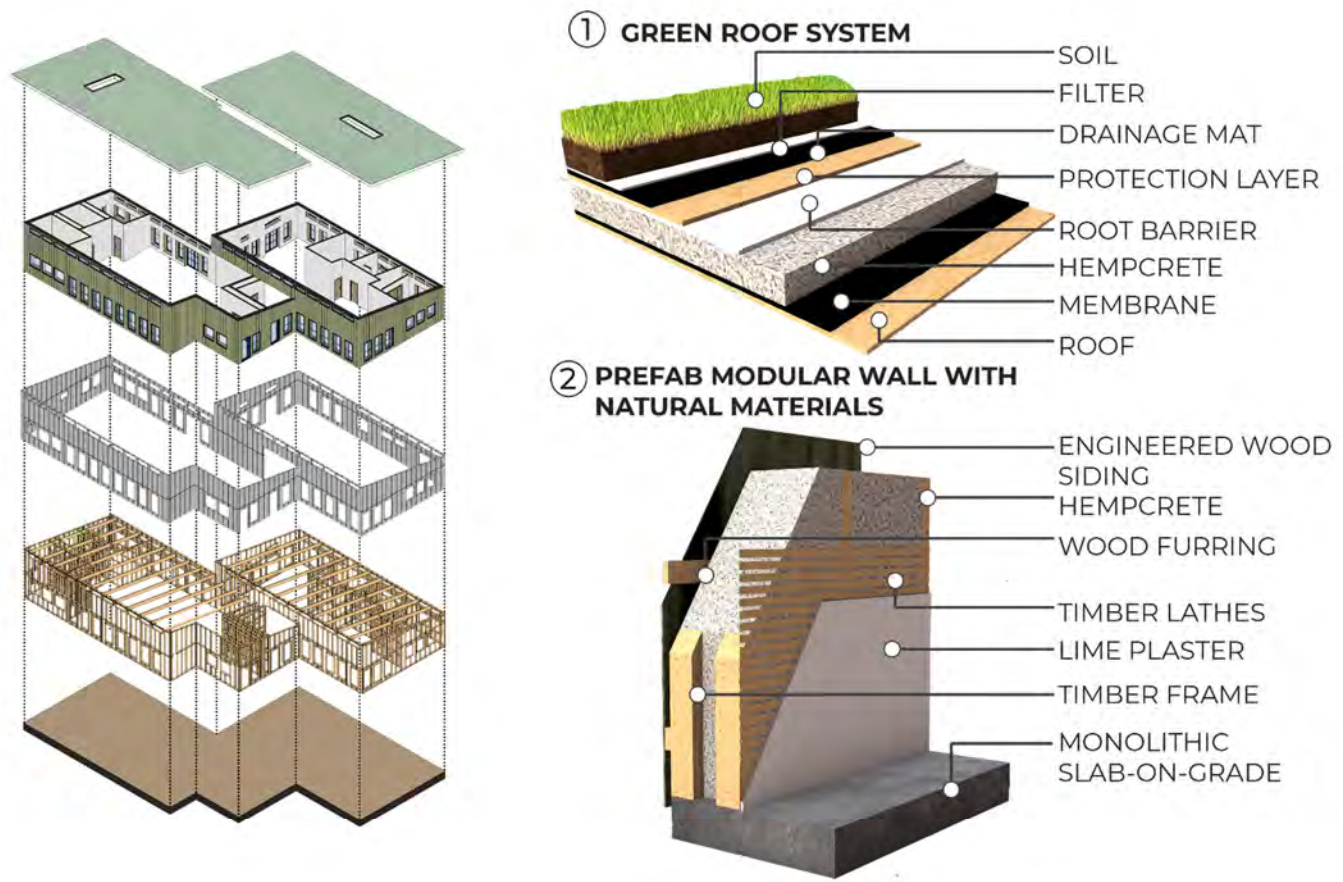 ① GREEN ROOF SYSTEM
SOIL
FILTER
DRAINAGE MAT
PROTECTION LAYER
ROOT BARRIER
HEMPCRETE
MEMBRANE
ROOF
② PREFAB MODULAR WALL WITH
NATURAL MATERIALS
ENGINEERED WOOD
SIDING
HEMPCRETE
WOOD FURRING
TIMBER LATHES
LIME PLASTER
TIMBER FRAME
MONOLITHIC
SLAB-ON-GRADE